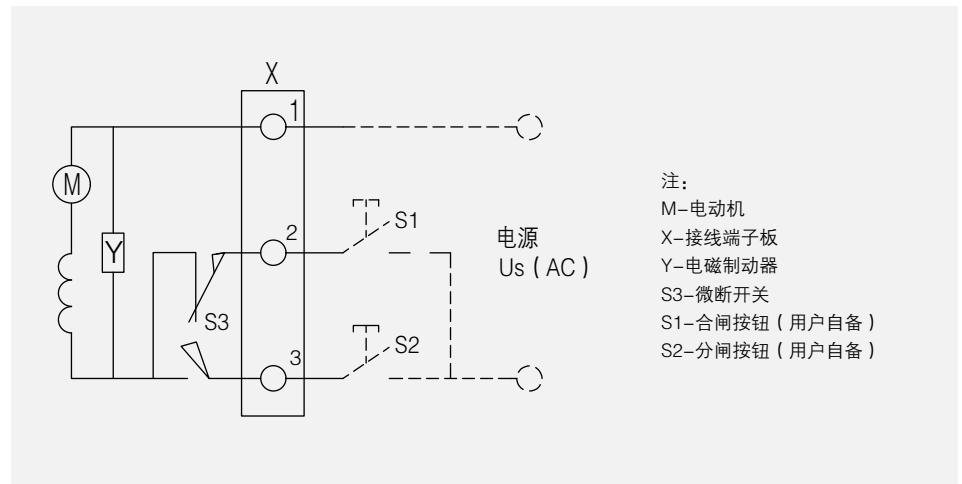 X
1
M
Y
2
S1
S3
3
S2
电源
Us（AC）
注：
M–电动机
X–接线端子板
Y–电磁制动器
S3–微断开关
S1–合闸按钮（用户自备）
S2–分闸按钮（用户自备）